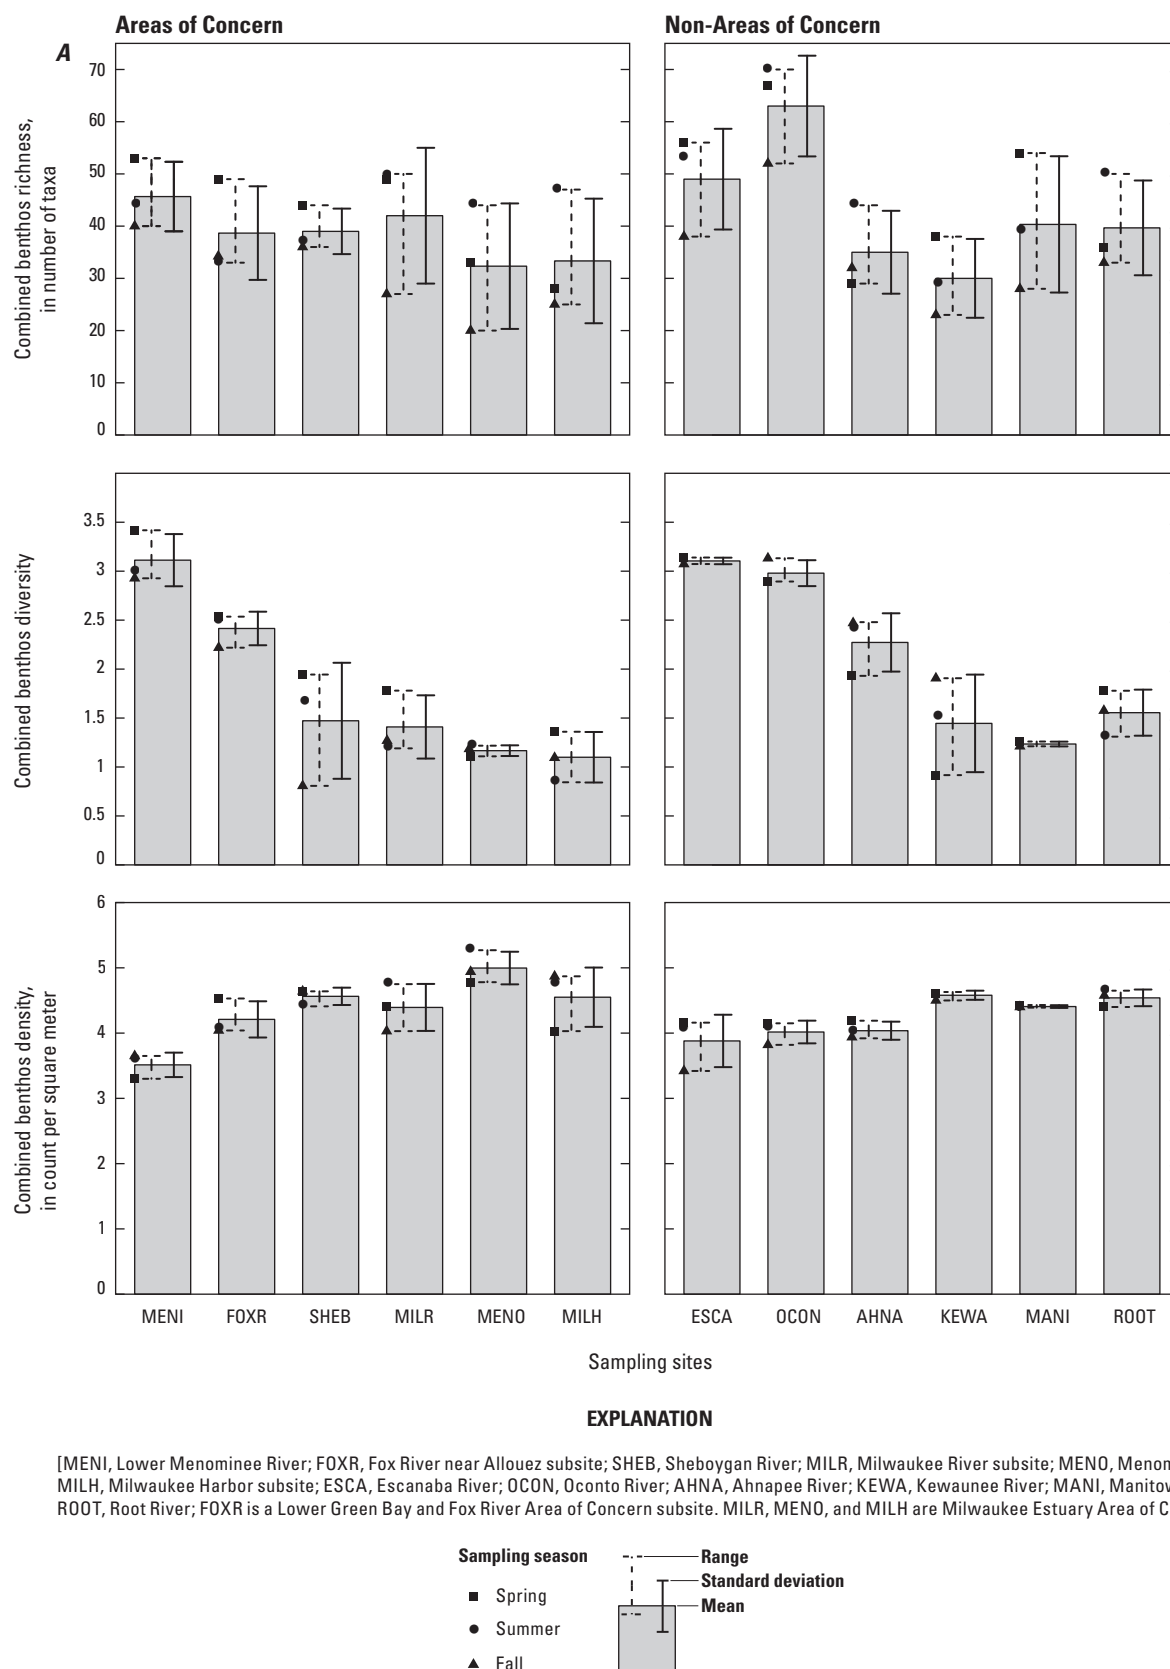 Areas of Concern
Non-Areas of Concern
A
Combined benthos richness,
in number of taxa
70
60
50
40
30
20
10
0
Combined benthos diversity
3.5
3
2.5
2
1.5
1
0.5
0
Combined benthos density,
in count per square meter
6
5
4
3
2
1
0
MENI FOXR SHEB MILR MENO MILH
ESCA OCON AHNA KEWA MANI ROOT
Sampling sites
EXPLANATION
[MENI, Lower Menominee River; FOXR, Fox River near Allouez subsite; SHEB, Sheboygan River; MILR, Milwaukee River subsite; MENO, Menom
MILH, Milwaukee Harbor subsite; ESCA, Escanaba River; OCON, Oconto River; AHNA, Ahnapee River; KEWA, Kewaunee River; MANI, Manitow
ROOT, Root River; FOXR is a Lower Green Bay and Fox River Area of Concern subsite. MILR, MENO, and MILH are Milwaukee Estuary Area of C
Sampling season
Spring
Summer
Fall
Range
Standard deviation
Mean